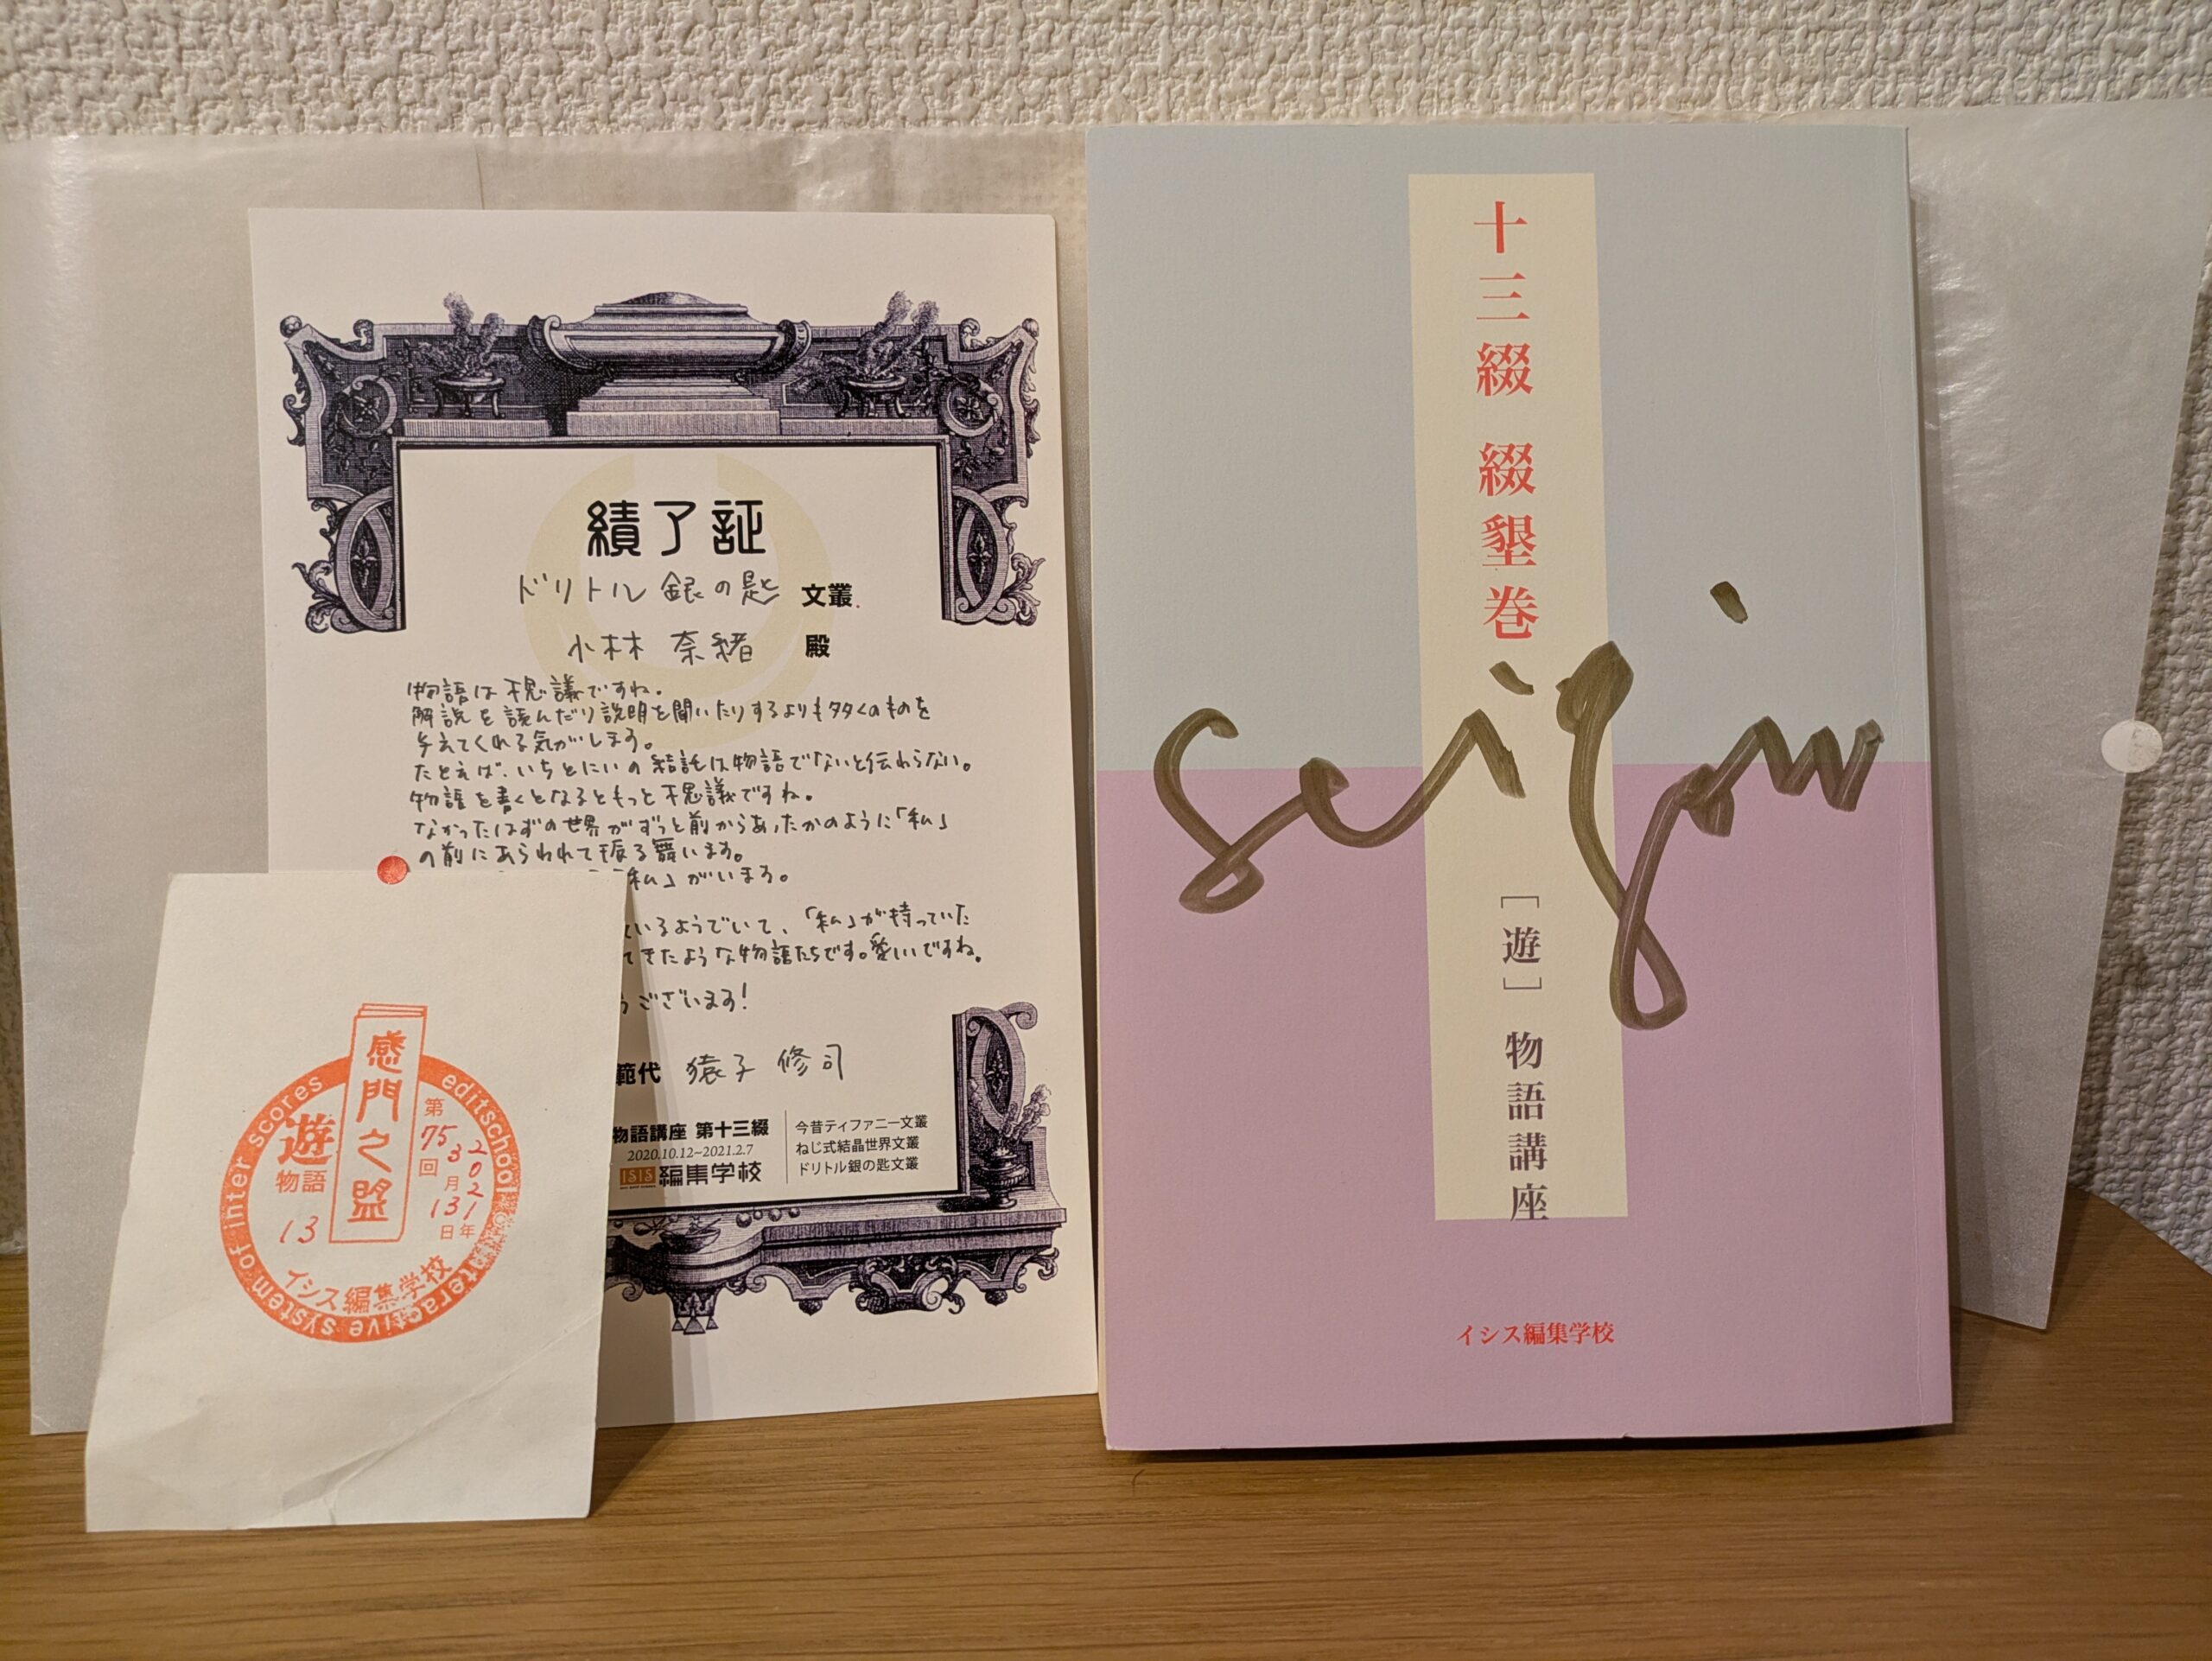 績了証
ドリトル 銀の匙 文叢
小林 奈緒 殿
物語は不思議ですね。
解説を読んだり説明を聞いたりするよりも多くのものを
与えてくれる気がします。
たとえば、いちとにいの結託は物語でないと伝わらない。
物語を書くとなるともっと不思議ですね。
なかったはずの世界がずっと前からあったかのように「私」
の前にあらわれて振る舞います。
「私」がいます。
いるようでいて、「私」が持っていた
てきたような物語たちです。愛しいですね。
うございます!
範代 猿子 修司
物語講座 第十三綴
2020.10.12~2021.2.7
ISIS 編集学校
今昔ティファニー文叢
ねじ式結晶世界文叢
ドリトル銀の匙文叢
感門之盟
遊
物語
13
第
75
回
2021
年
3
月
13
日
イシス編集学校
interactive system of inter scores
editschool
十三綴 綴墾巻
seigow
[遊] 物語講座
イシス編集学校